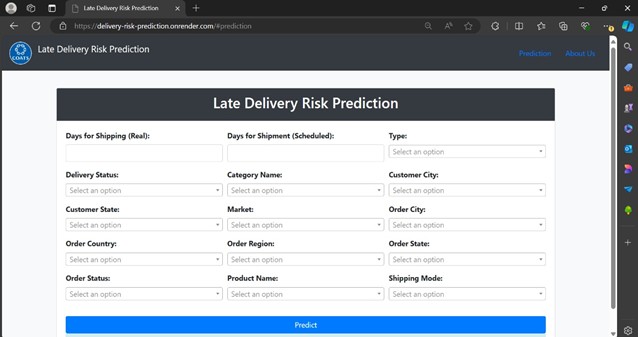 Late Delivery Risk Prediction
https://delivery-risk-prediction.onrender.com/#prediction
COATS
Late Delivery Risk Prediction
Prediction About Us
Late Delivery Risk Prediction
Days for Shipping (Real): Days for Shipment (Scheduled): Type:
Select an option
Delivery Status: Category Name: Customer City:
Select an option Select an option Select an option
Customer State: Market: Order City:
Select an option Select an option Select an option
Order Country: Order Region: Order State:
Select an option Select an option Select an option
Order Status: Product Name: Shipping Mode:
Select an option Select an option Select an option
Predict